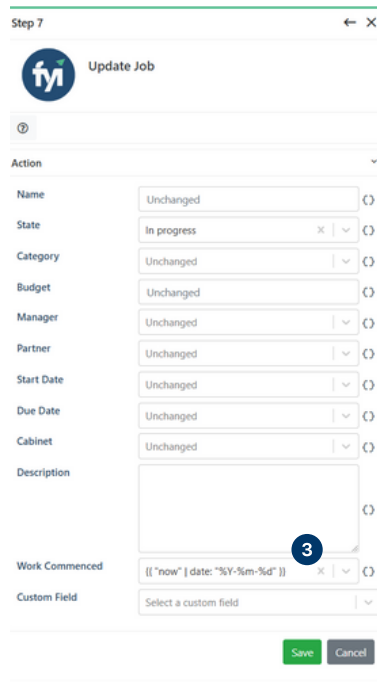 Step 7
fyi
Update Job
Action
Name Unchanged {}
State In progress {}
Category Unchanged {}
Budget Unchanged {}
Manager Unchanged {}
Partner Unchanged {}
Start Date Unchanged {}
Due Date Unchanged {}
Cabinet Unchanged {}
Description {}
3
Work Commenced {{ "now" | date: "%Y-%m-%d" }} {}
Custom Field Select a custom field
Save Cancel